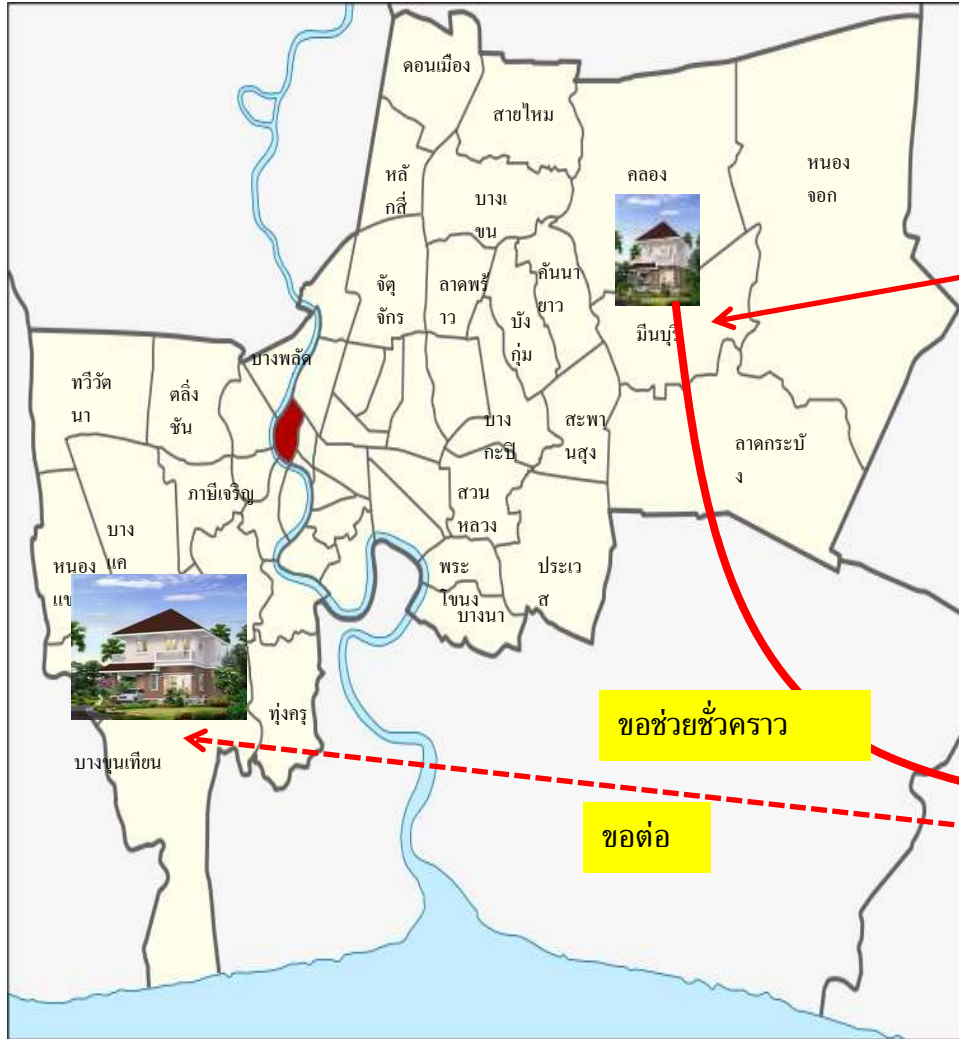 ดอนเมือง
สายไหม
หลั
กสี่
บางเ
ขน
คลอง
หนอง
จอก
จัตุ
จักร
ลาดพร้
าว
บัง
กุ่ม
คันนา
ยาว
มีนบุรี
บางพลัด
ทวีวัต
นา
ตลิ่ง
ชัน
บาง
กะปิ
สะพา
นสูง
ลาดกระบั
ง
ภาษีเจริญ
สวน
หลวง
บาง
แค
หนอง
พระ
โขนง
บางนา
ประเว
ส
ทุ่งครุ
บางขุนเทียน
ขอช่วยชั่วคราว
ขอต่อ